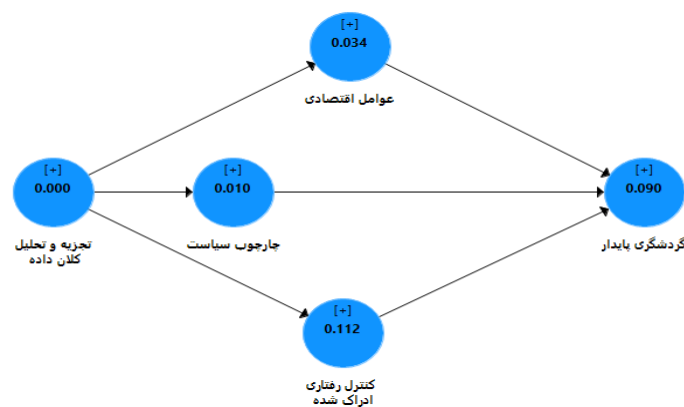 [+]
0.034
عوامل اقتصادی
[+]
0.000
تجزیه و تحلیل
کلان داده
[+]
0.010
چارچوب سیاست
[+]
0.090
گردشگری پایدار
[+]
0.112
کنترل رفتاری
ادراک شده